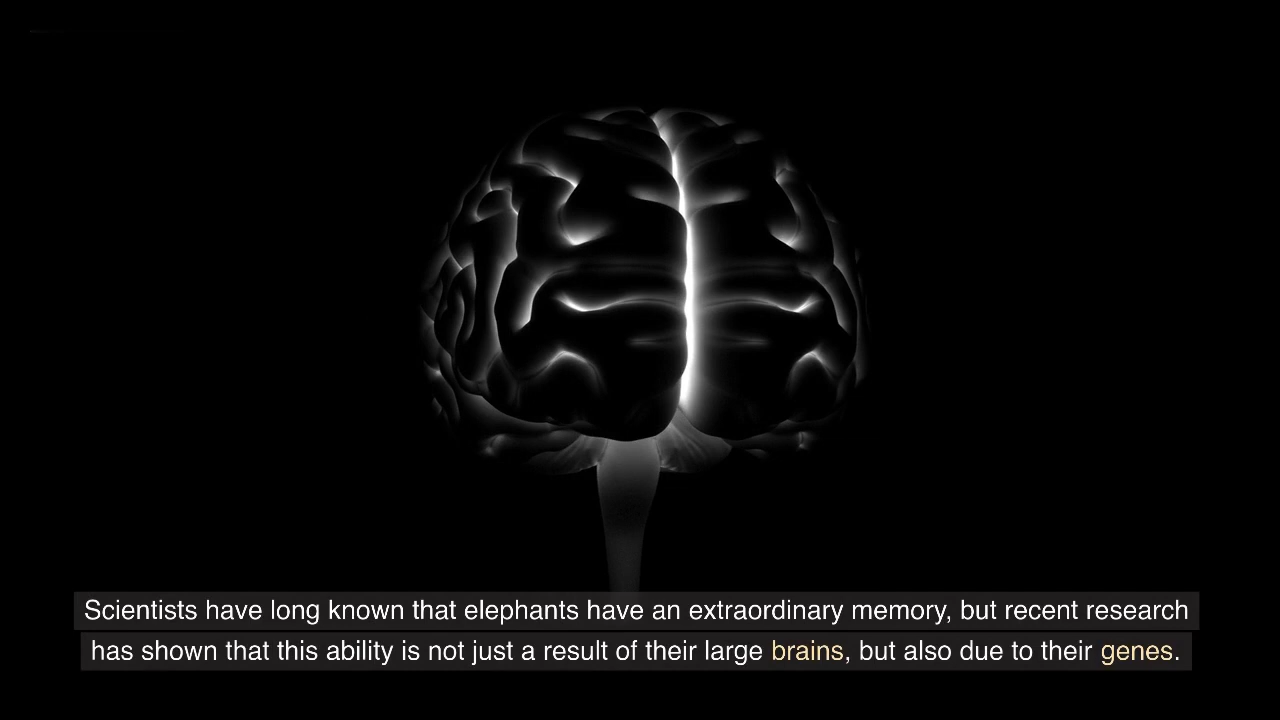 Scientists have long known that elephants have an extraordinary memory, but recent research
has shown that this ability is not just a result of their large brains, but also due to their genes.